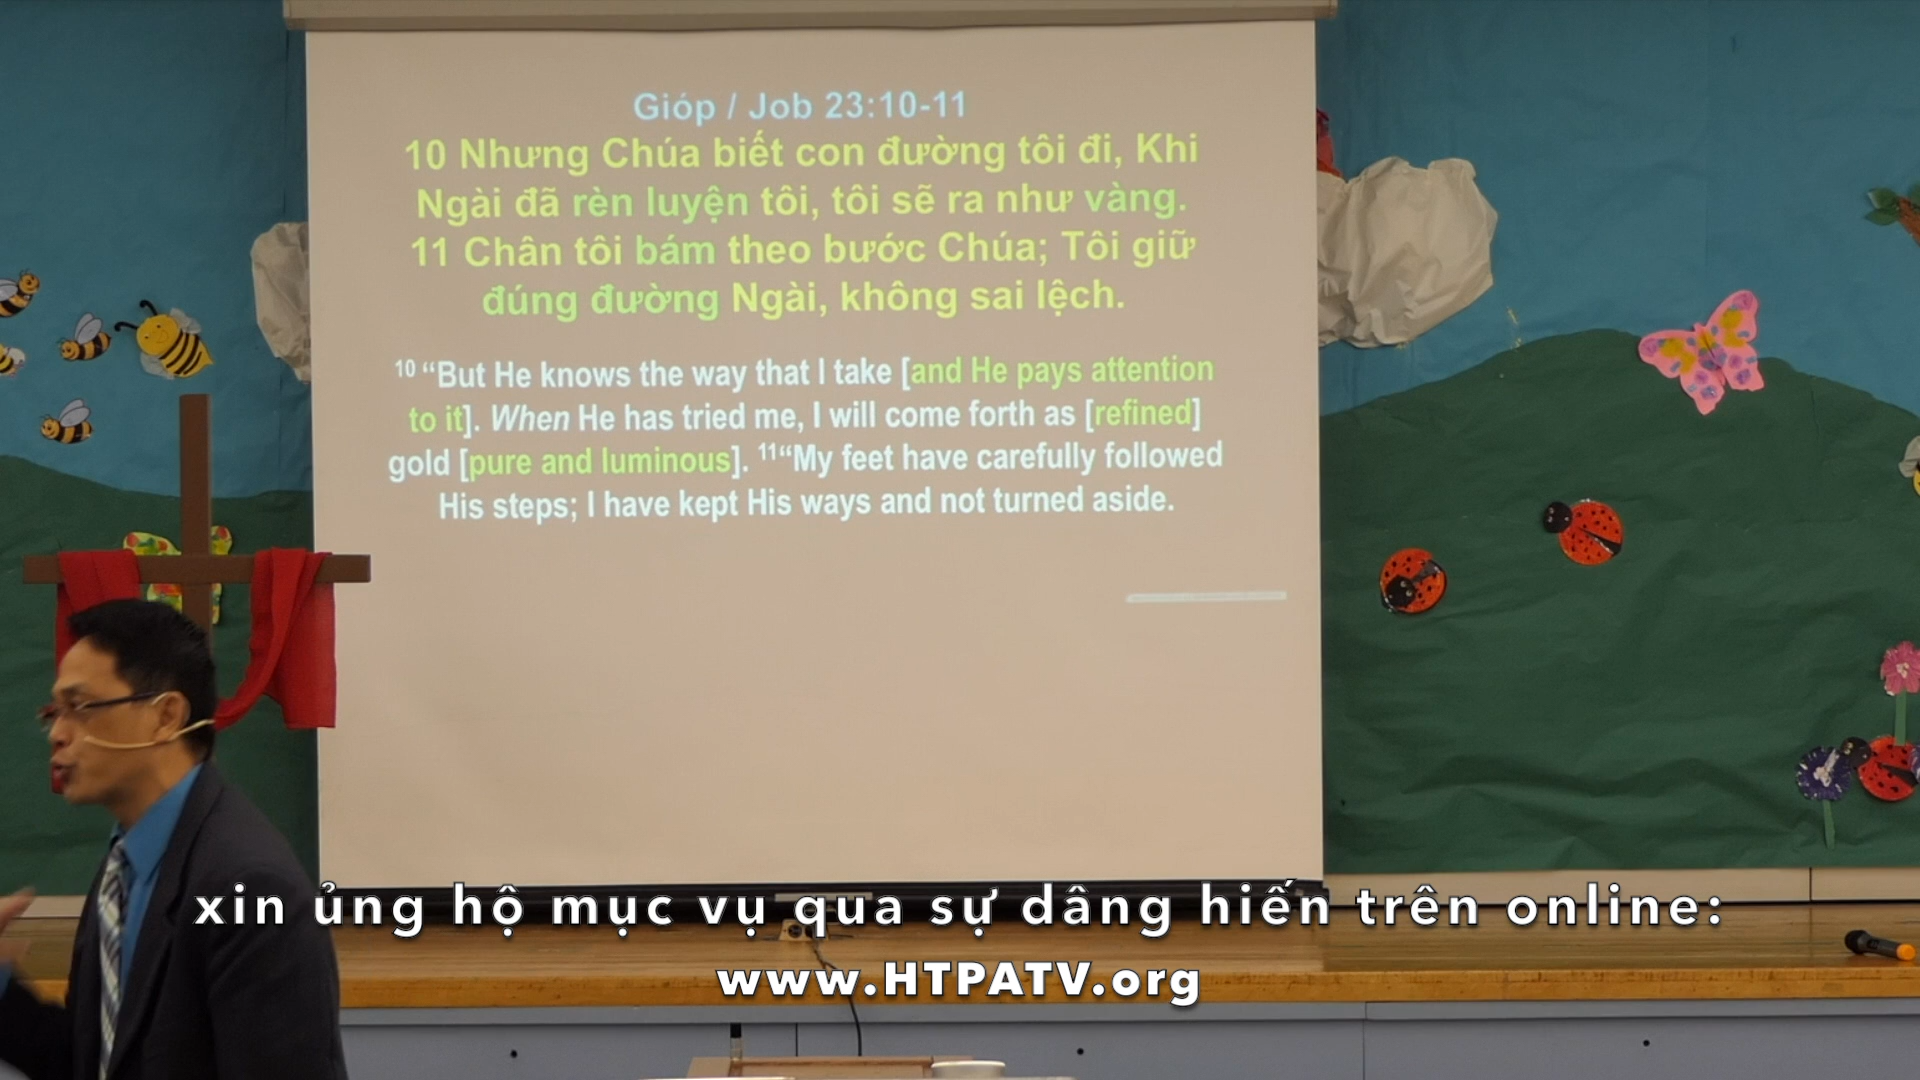 Gióp / Job 23:10-11
10 Nhưng Chúa biết con đường tôi đi, Khi
Ngài đã rèn luyện tôi, tôi sẽ ra như vàng.
11 Chân tôi bám theo bước Chúa; Tôi giữ
đúng đường Ngài, không sai lệch.
10 “But He knows the way that I take [and He pays attention
to it]. When He has tried me, I will come forth as [refined]
gold [pure and luminous]. 11“My feet have carefully followed
His steps; I have kept His ways and not turned aside.
xin ủng hộ mục vụ qua sự dâng hiến trên online:
www.HTPATV.org